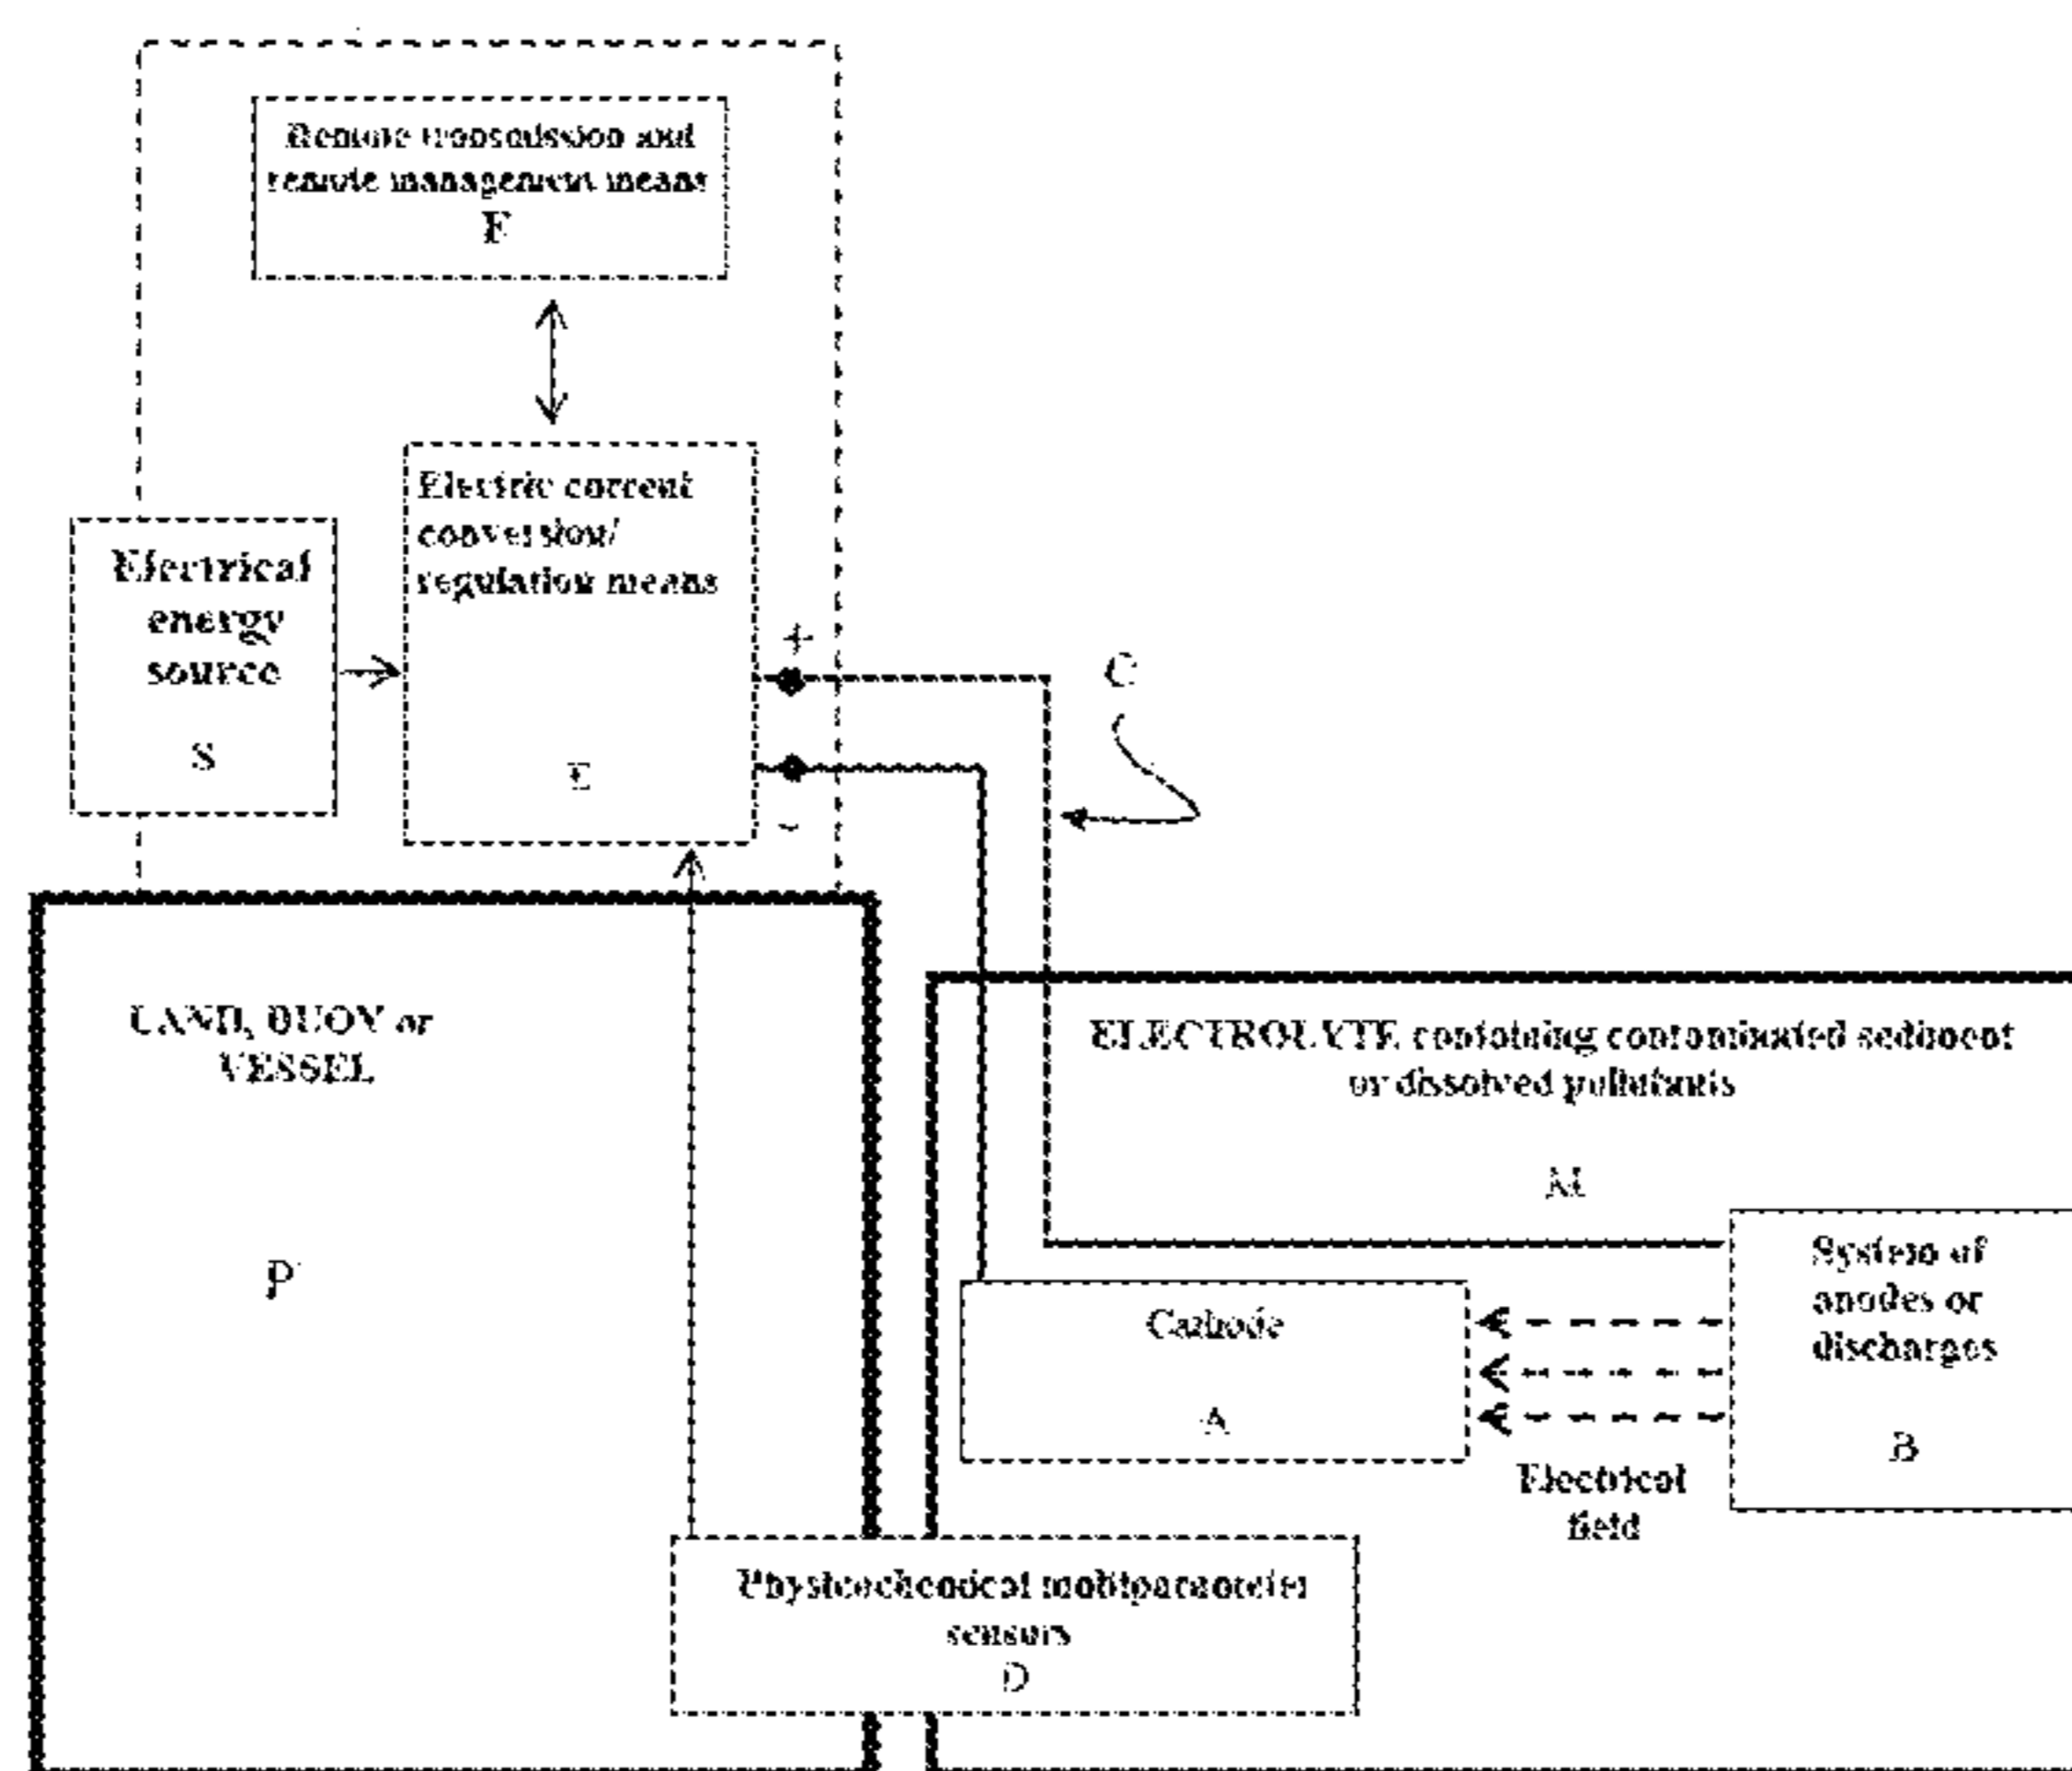 Remote transmission and
remote management means
F
Electric current
conversion/
regulation means
E
Electrical
energy
source
S
+
-
C
LAND, BUOY or
VESSEL
P
ELECTROLYTE containing contaminated sediment
or dissolved pollutants
M
System of
anodes or
discharges
B
Cathode
A
Electrical
field
Physicochemical multiparameter
sensors
D